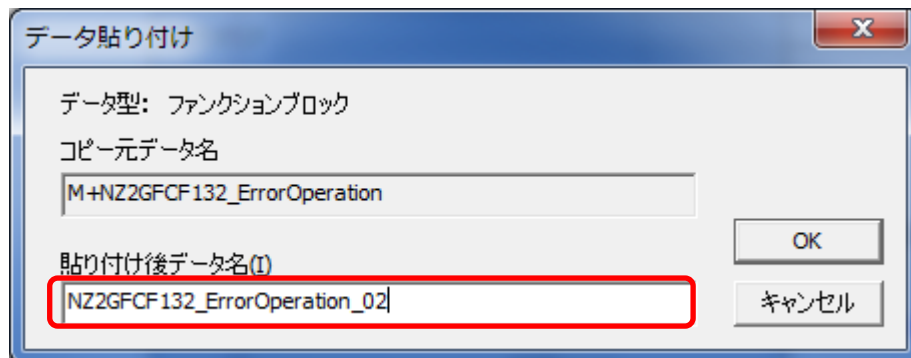 データ貼り付け
データ型: ファンクションブロック
コピー元データ名
M+NZ2GFCF132_ErrorOperation
OK
貼り付け後データ名(I)
NZ2GFCF132_ErrorOperation_02
キャンセル